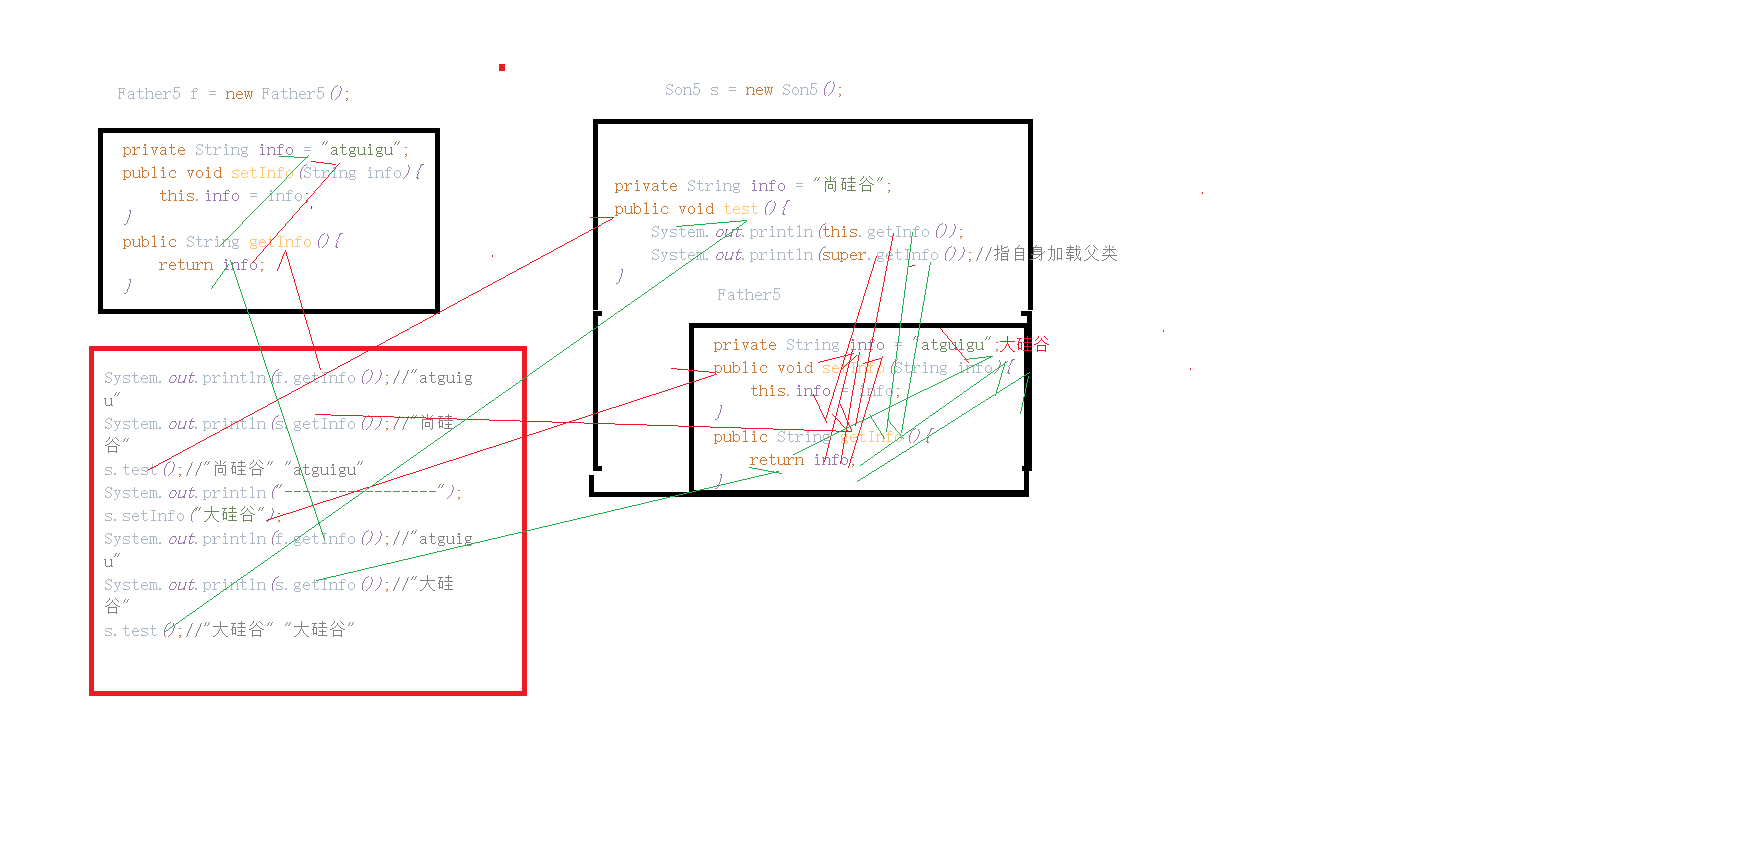 Father5 f = new Father5();
private String info = "atguigu";
public void setInfo(String info){
this.info = info;
}
public String getInfo(){
return info;
}
Son5 s = new Son5();
private String info = "尚硅谷";
public void test(){
System.out.println(this.getInfo());
System.out.println(super.getInfo());//指自身加载父类
}
Father5
private String info = "atguigu";大硅谷
public void setInfo(String info){
this.info = info;
}
public String getInfo(){
return info;
}
System.out.println(f.getInfo());//"atguig
u"
System.out.println(s.getInfo());//"尚硅
谷"
s.test();//"尚硅谷" "atguigu"
System.out.println("-----------------");
s.setInfo("大硅谷");
System.out.println(f.getInfo());//"atguig
u"
System.out.println(s.getInfo());//"大硅
谷"
s.test();//"大硅谷" "大硅谷"